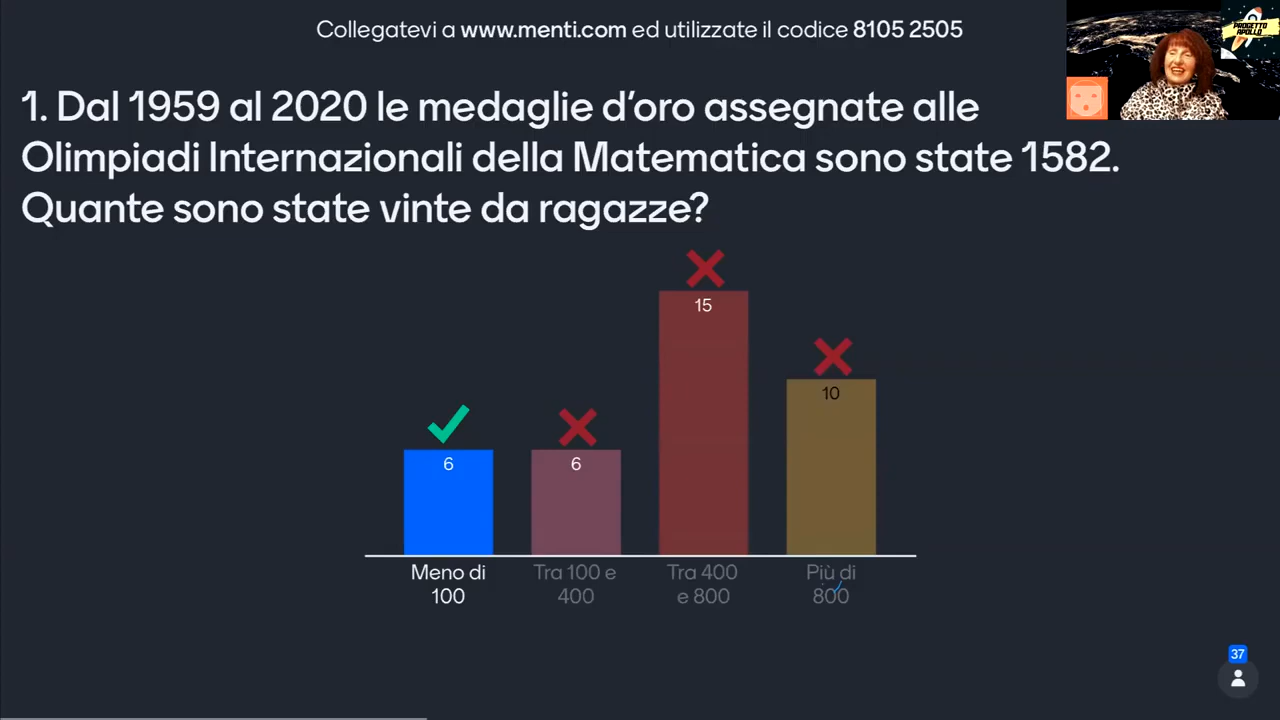 Collegatevi a www.menti.com ed utilizzate il codice 8105 2505
PROGETTO
APOLLO
1. Dal 1959 al 2020 le medaglie d’oro assegnate alle
Olimpiadi Internazionali della Matematica sono state 1582.
Quante sono state vinte da ragazze?
6
6
15
10
Meno di
100
Tra 100 e
400
Tra 400
e 800
Più di
800
37